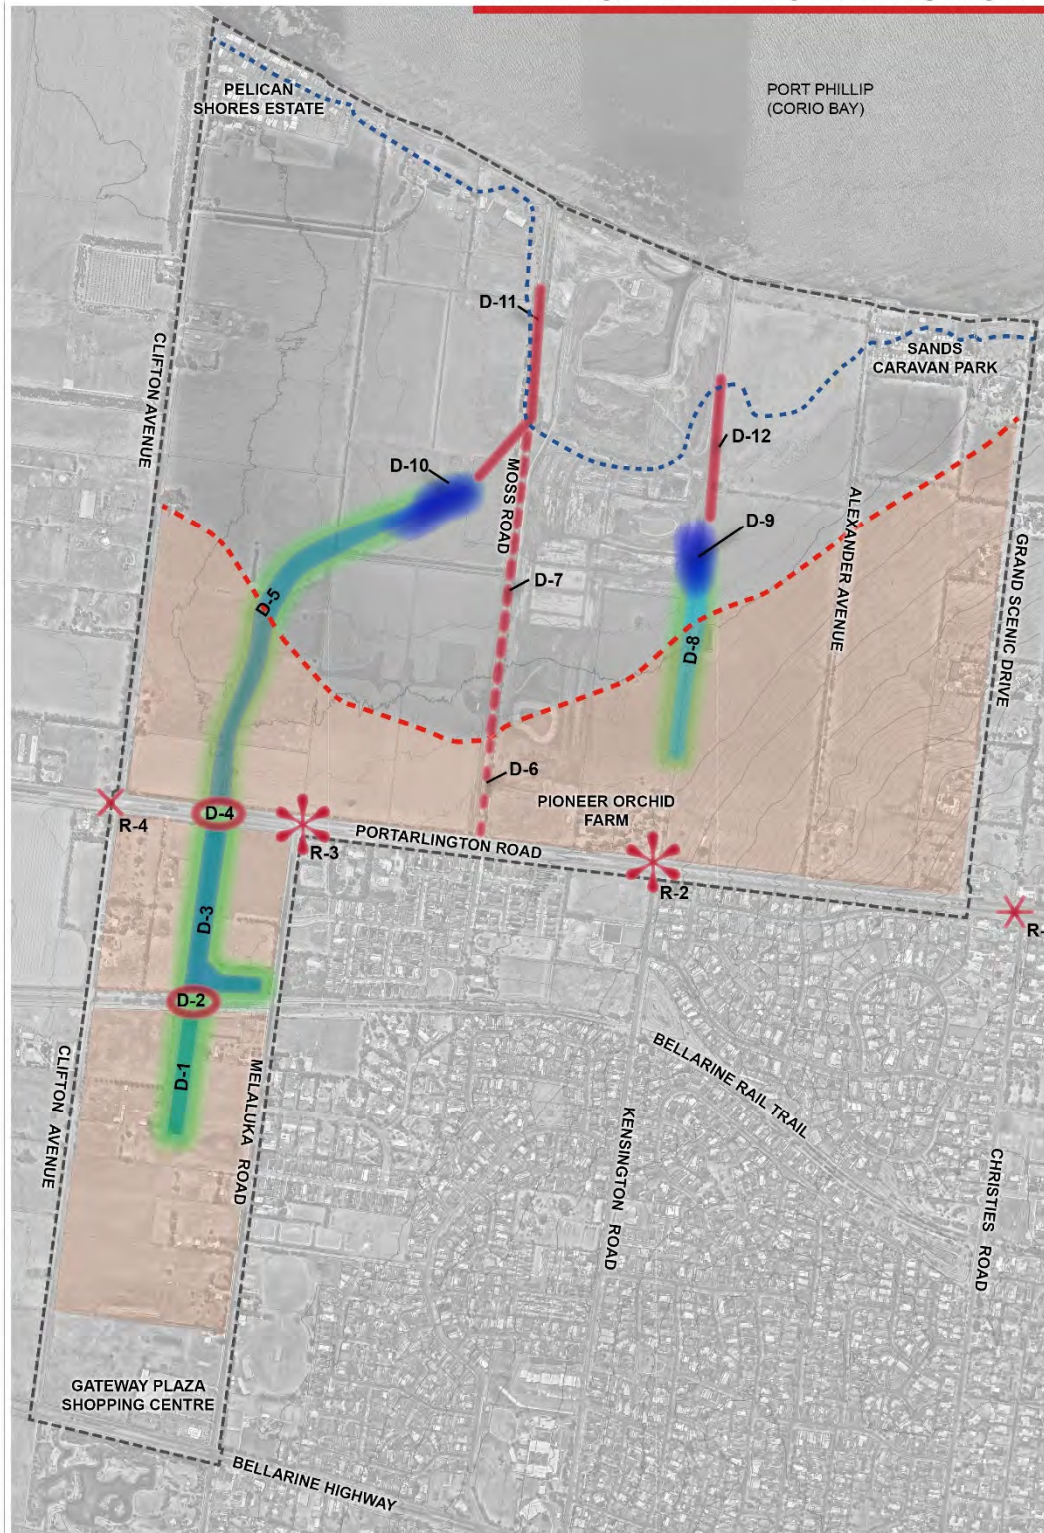 PELICAN
SHORES ESTATE
PORT PHILLIP
(CORIO BAY)
D-11
SANDS
CARAVAN PARK
CLIFTON AVENUE
D-12
D-10
MOSS ROAD
ALEXANDER AVENUE
D-9
GRAND SCENIC DRIVE
D-7
D-5
D-8
D-6
PIONEER ORCHID
FARM
R-4
D-4
R-3
PORTARLINGTON ROAD
R-2
D-3
R-
D-2
BELLARINE RAIL TRAIL
D-1
CLIFTON AVENUE
MELALUKA ROAD
KENSINGTON ROAD
CHRISTIES ROAD
GATEWAY PLAZA
SHOPPING CENTRE
BELLARINE HIGHWAY